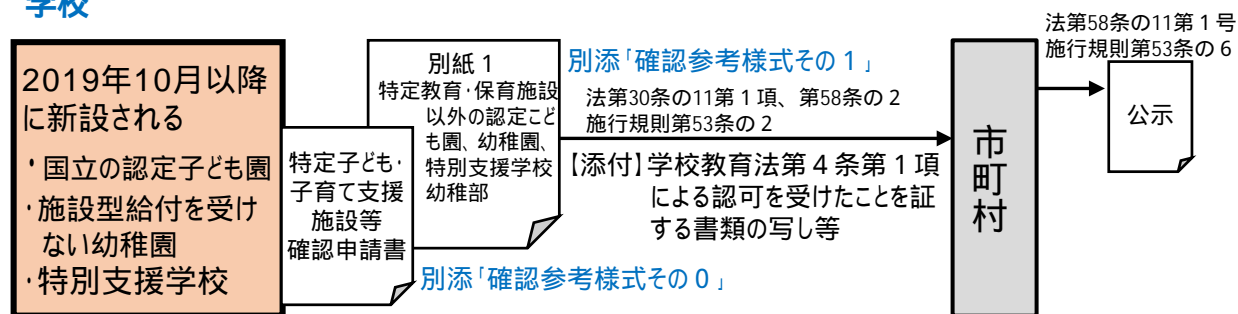 学校
2019年10月以降
に新設される
・国立の認定子ども園
・施設型給付を受け
ない幼稚園
・特別支援学校
特定子ども・
子育て支援
施設等
確認申請書
別紙1
特定教育・保育施設
以外の認定こど
も園、幼稚園、
特別支援学校
幼稚部
別添「確認参考様式その1」
法第30条の11第1項、第58条の2
施行規則第53条の2
【添付】学校教育法第4条第1項
による認可を受けたことを証
する書類の写し等
別添「確認参考様式その0」
市町村
法第58条の11第1号
施行規則第53条の6
公示